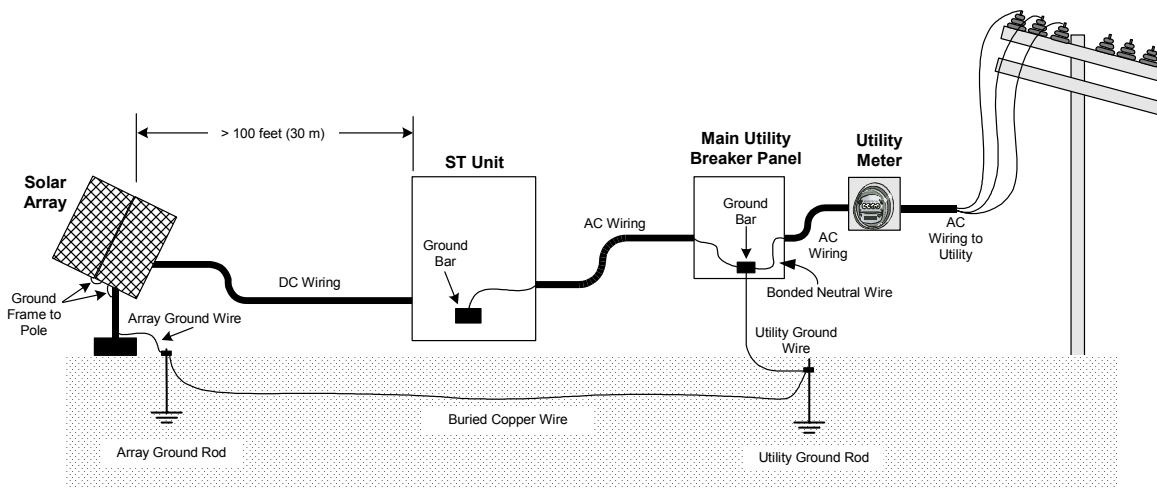 > 100 feet (30 m)
Solar
Array
ST Unit
Main Utility
Breaker Panel
Utility
Meter
Ground
Bar
AC Wiring
Ground
Bar
AC
Wiring
AC
Wiring to
Utility
DC Wiring
Bonded Neutral Wire
Ground
Frame to
Pole
Array Ground Wire
Utility Ground
Wire
Buried Copper Wire
Array Ground Rod
Utility Ground Rod